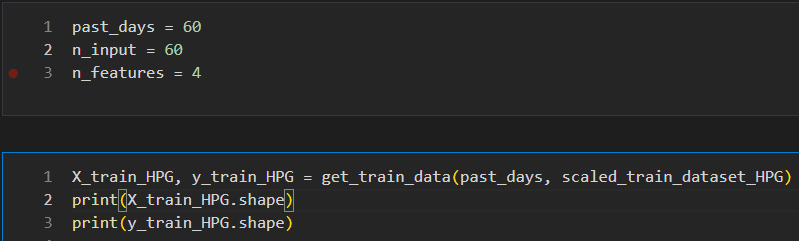 1 past_days = 60
2 n_input = 60
3 n_features = 4
1 X_train_HPG, y_train_HPG = get_train_data(past_days, scaled_train_dataset_HPG)
2 print(X_train_HPG.shape)
3 print(y_train_HPG.shape)